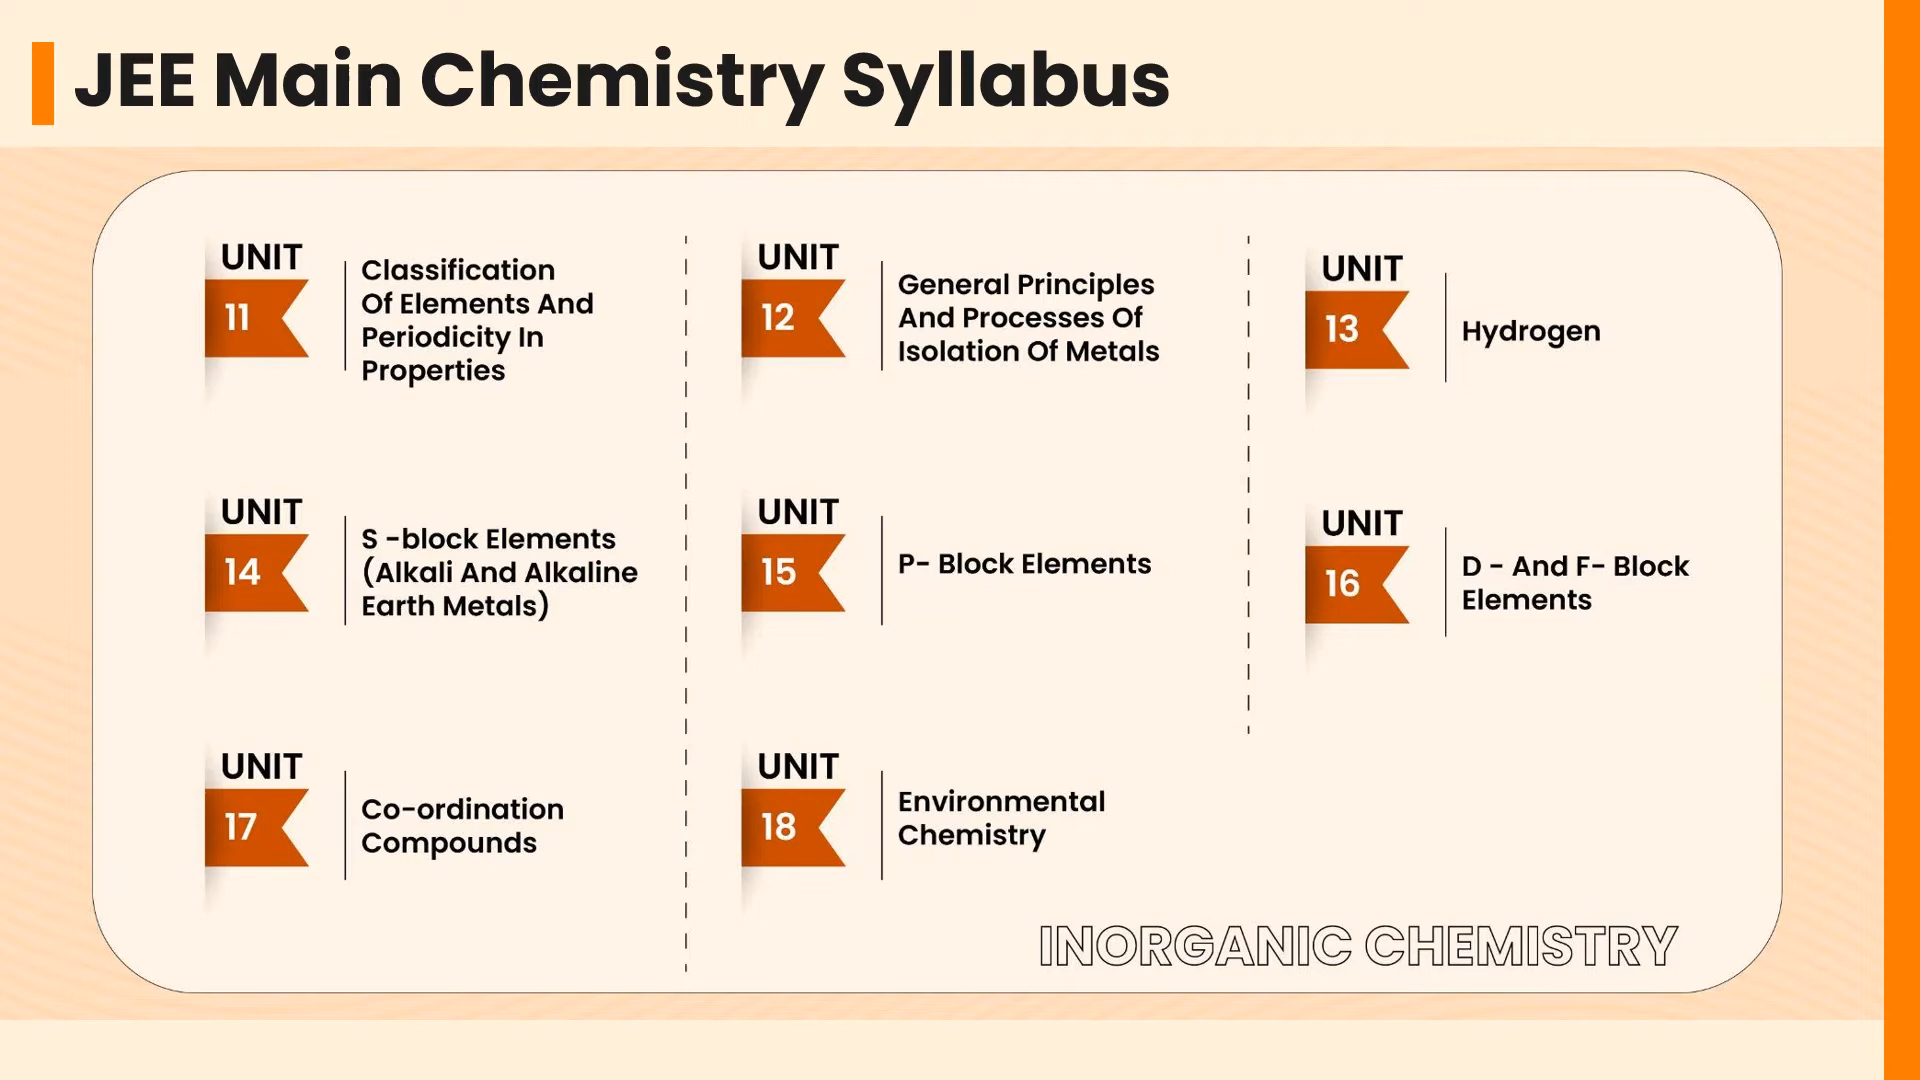 JEE Main Chemistry Syllabus
UNIT
11
Classification
Of Elements And
Periodicity In
Properties
UNIT
12
General Principles
And Processes Of
Isolation Of Metals
UNIT
13
Hydrogen
UNIT
14
S -block Elements
(Alkali And Alkaline
Earth Metals)
UNIT
15
P- Block Elements
UNIT
16
D - And F- Block
Elements
UNIT
17
Co-ordination
Compounds
UNIT
18
Environmental
Chemistry
INORGANIC CHEMISTRY